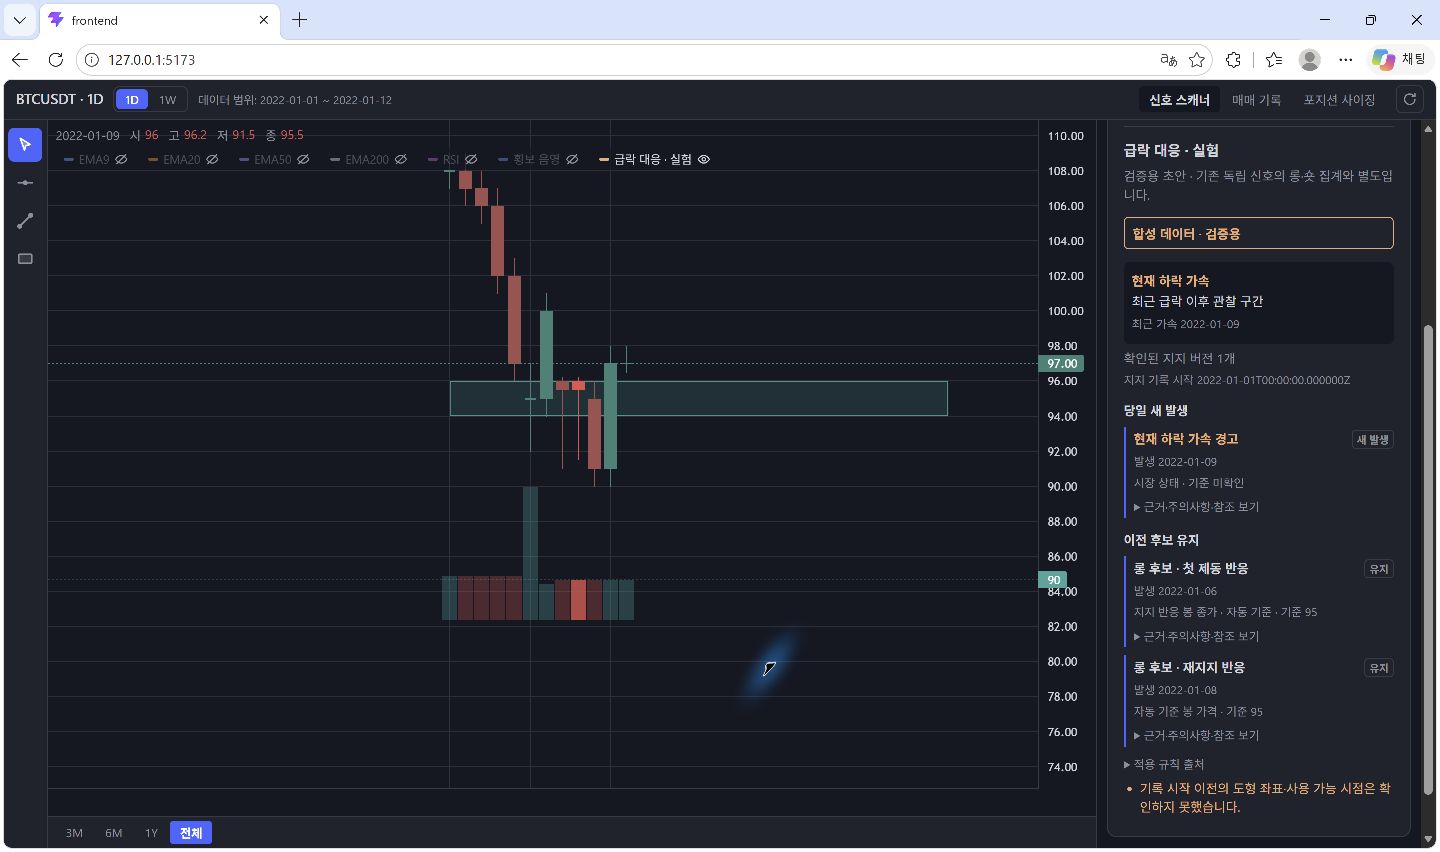 frontend
127.0.0.1:5173
채팅
BTCUSDT · 1D
1D
1W
데이터 범위: 2022-01-01 ~ 2022-01-12
신호 스캐너
매매 기록
포지션 사이징
2022-01-09 시 96 고 96.2 저 91.5 종 95.5
EMA9
EMA20
EMA50
EMA200
RSI
횡보 음영
급락 대응 · 실험
110.00
108.00
106.00
104.00
102.00
100.00
98.00
97.00
96.00
94.00
92.00
90.00
88.00
86.00
90
84.00
82.00
80.00
78.00
76.00
74.00
3M
6M
1Y
전체
급락 대응 · 실험
검증용 초안 · 기존 독립 신호의 롱·숏 집계와 별도입
니다.
합성 데이터 · 검증용
현재 하락 가속
최근 급락 이후 관찰 구간
최근 가속 2022-01-09
확인된 지지 버전 1개
지지 기록 시작 2022-01-01T00:00:00.000000Z
당일 새 발생
현재 하락 가속 경고
새 발생
발생 2022-01-09
시장 상태 · 기준 미확인
▶ 근거·주의사항·참조 보기
이전 후보 유지
롱 후보 · 첫 제동 반응
유지
발생 2022-01-06
지지 반응 봉 종가 · 자동 기준 · 기준 95
▶ 근거·주의사항·참조 보기
롱 후보 · 재지지 반응
유지
발생 2022-01-08
자동 기준 봉 가격 · 기준 95
▶ 근거·주의사항·참조 보기
▶ 적용 규칙 출처
• 기록 시작 이전의 도형 좌표·사용 가능 시점은 확
인하지 못했습니다.